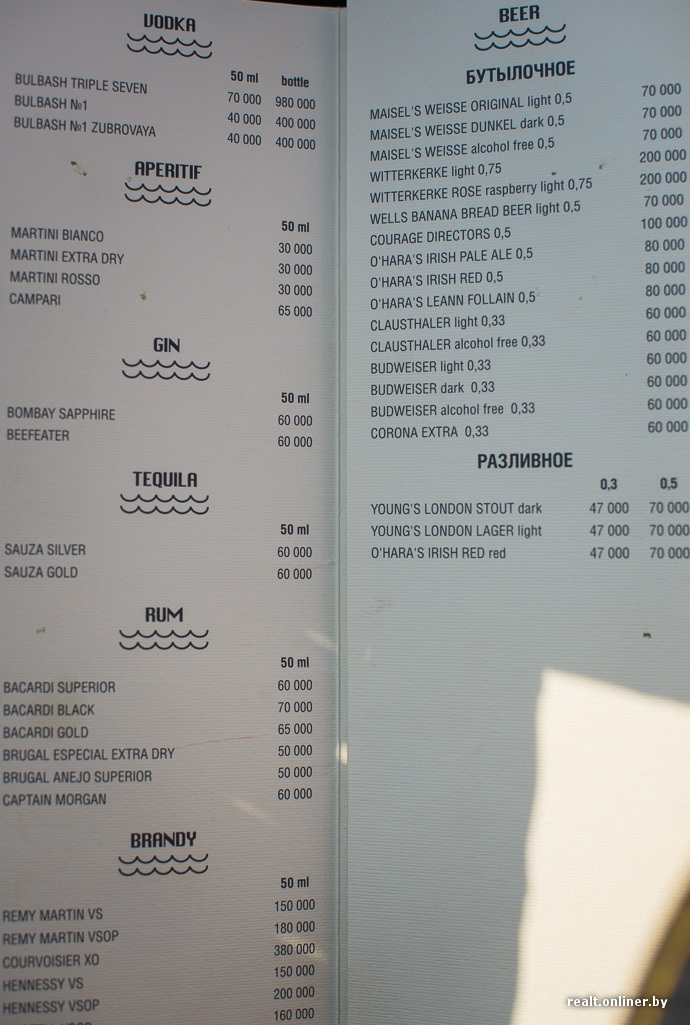 VODKA
50 ml bottle
BULBASH TRIPLE SEVEN 70 000 980 000
BULBASH №1 40 000 400 000
BULBASH №1 ZUBROVAYA 40 000 400 000
APERITIF
50 ml
MARTINI BIANCO 30 000
MARTINI EXTRA DRY 30 000
MARTINI ROSSO 30 000
CAMPARI 65 000
GIN
50 ml
BOMBAY SAPPHIRE 60 000
BEEFEATER 60 000
TEQUILA
50 ml
SAUZA SILVER 60 000
SAUZA GOLD 60 000
RUM
50 ml
BACARDI SUPERIOR 60 000
BACARDI BLACK 70 000
BACARDI GOLD 65 000
BRUGAL ESPECIAL EXTRA DRY 50 000
BRUGAL ANEJO SUPERIOR 50 000
CAPTAIN MORGAN 60 000
BRANDY
50 ml
REMY MARTIN VS 150 000
REMY MARTIN VSOP 180 000
COURVOISIER XO 380 000
HENNESSY VS 150 000
HENNESSY VSOP 200 000
160 000
BEER
БУТЫЛОЧНОЕ
MAISEL'S WEISSE ORIGINAL light 0,5 70 000
MAISEL'S WEISSE DUNKEL dark 0,5 70 000
MAISEL'S WEISSE alcohol free 0,5 70 000
WITTERKERKE light 0,75 200 000
WITTERKERKE ROSE raspberry light 0,75 200 000
WELLS BANANA BREAD BEER light 0,5 70 000
COURAGE DIRECTORS 0,5 100 000
O'HARA'S IRISH PALE ALE 0,5 80 000
O'HARA'S IRISH RED 0,5 80 000
O'HARA'S LEANN FOLLAIN 0,5 80 000
CLAUSTHALER light 0,33 60 000
CLAUSTHALER alcohol free 0,33 60 000
BUDWEISER light 0,33 60 000
BUDWEISER dark 0,33 60 000
BUDWEISER alcohol free 0,33 60 000
CORONA EXTRA 0,33 60 000
РАЗЛИВНОЕ
0,3 0,5
YOUNG'S LONDON STOUT dark 47 000 70 000
YOUNG'S LONDON LAGER light 47 000 70 000
O'HARA'S IRISH RED red 47 000 70 000
realt.onliner.by